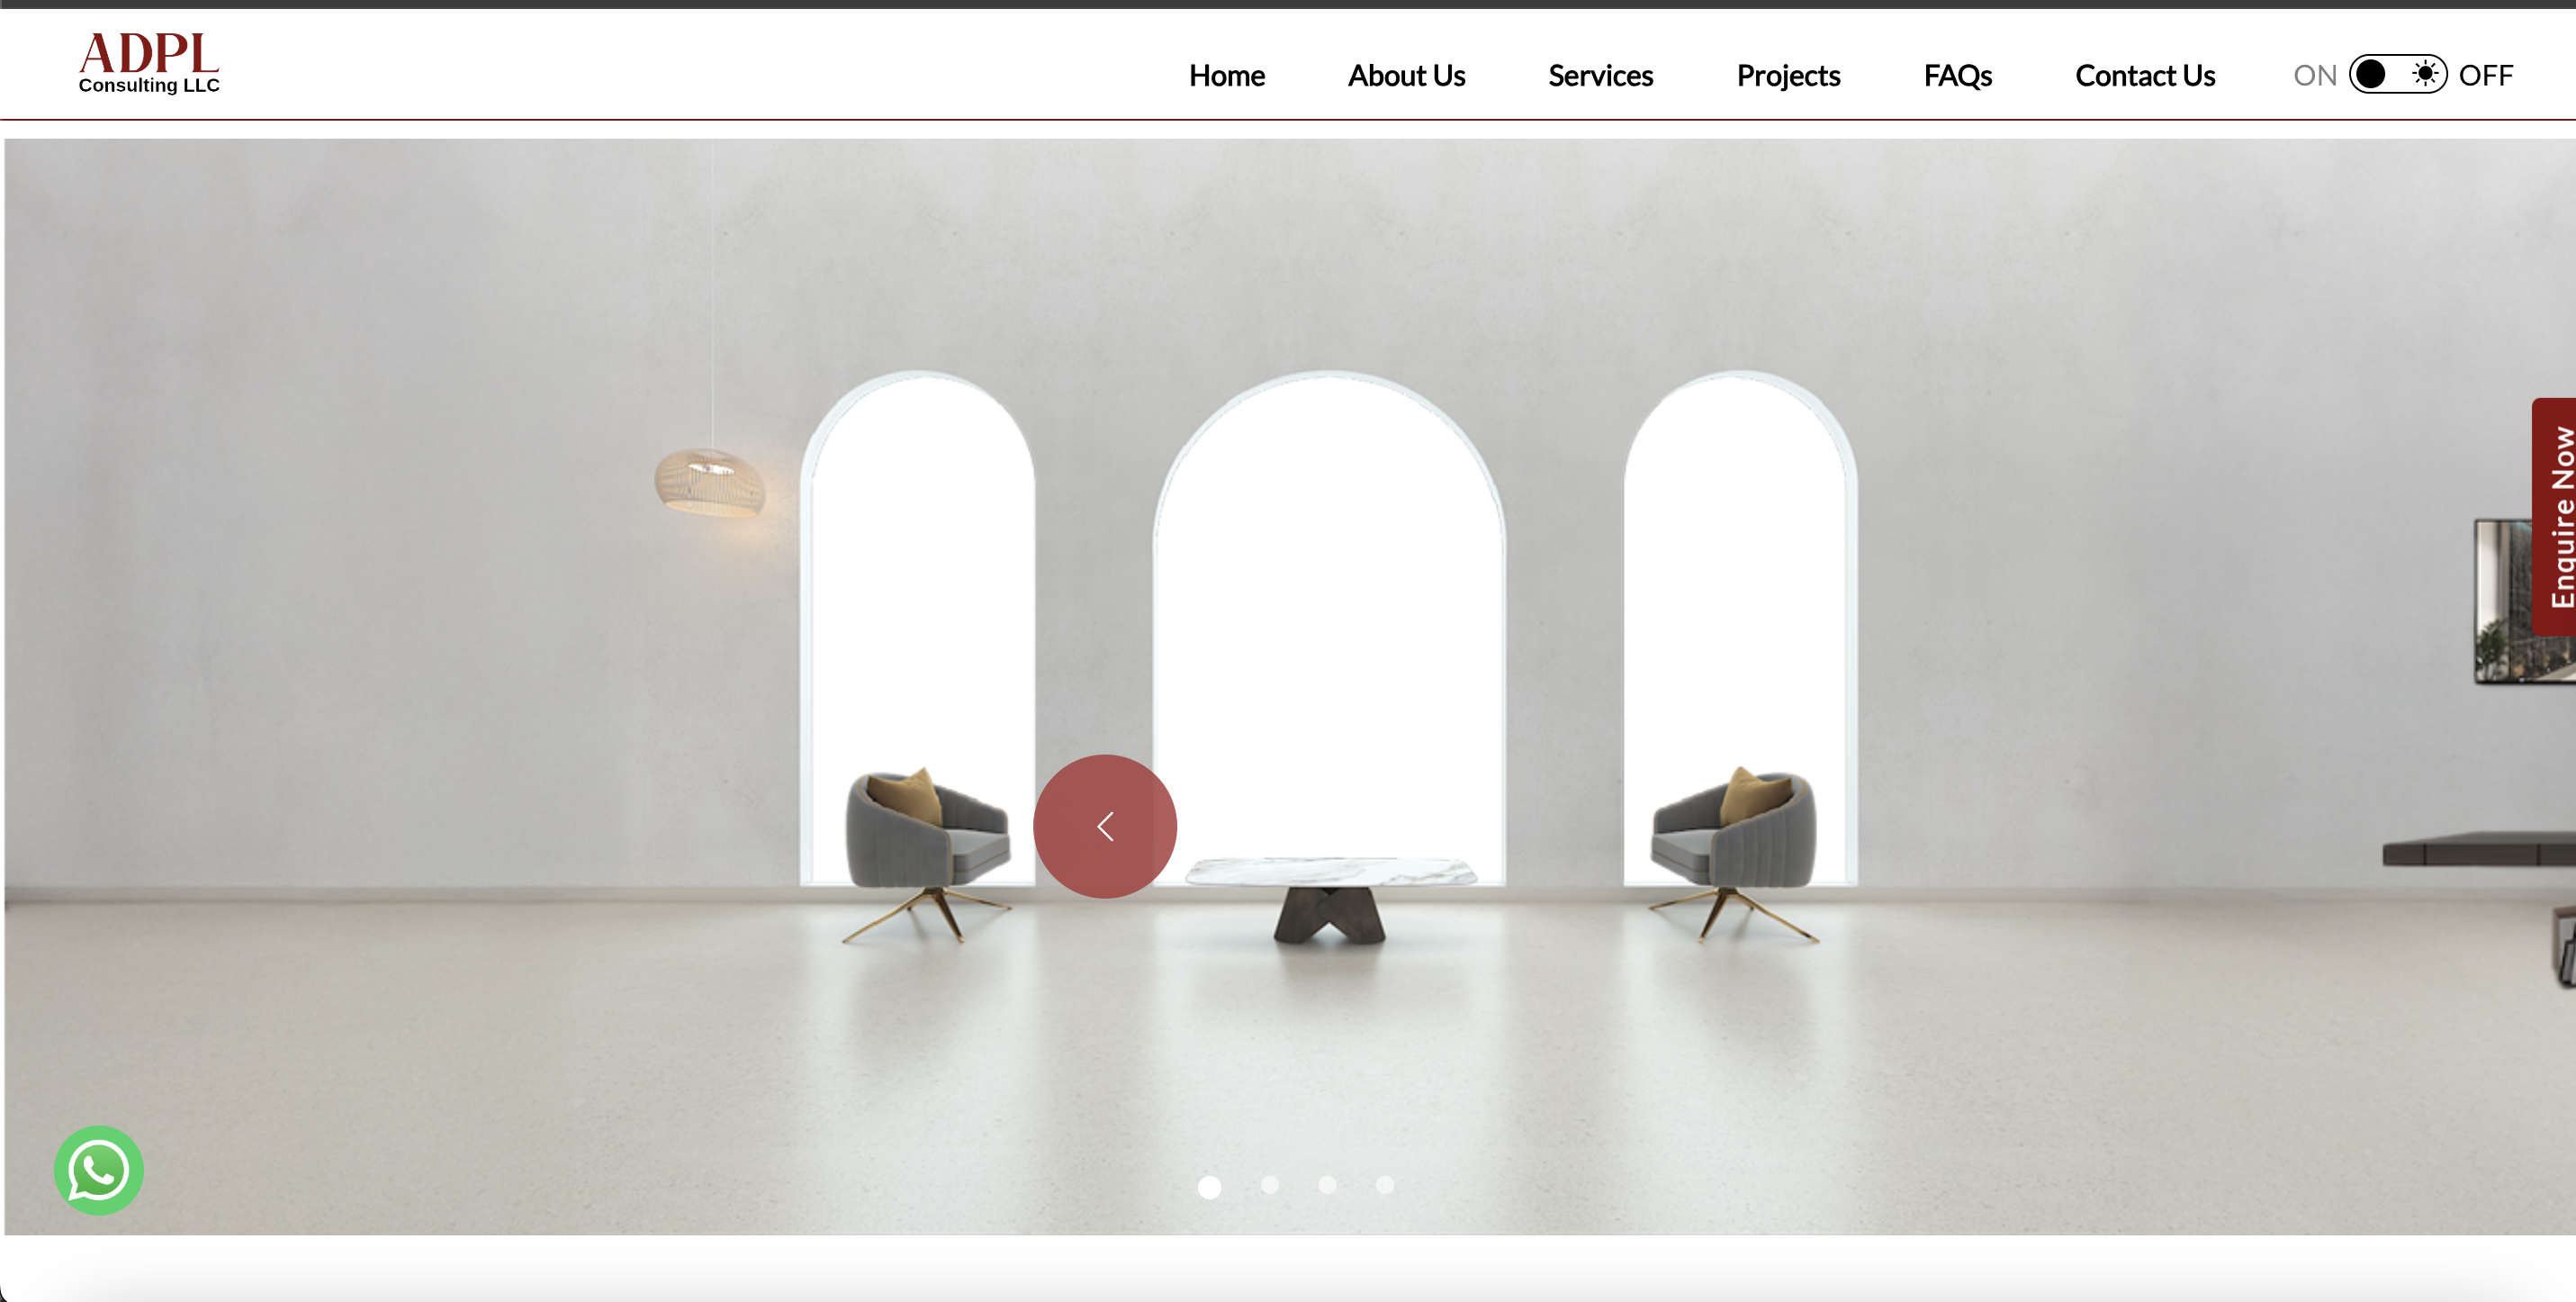 ADPL
Consulting LLC
Home
About Us
Services
Projects
FAQs
Contact Us
ON
OFF
Enquire Now